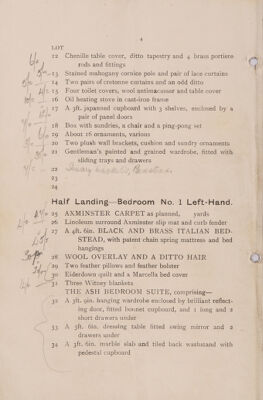 4
LOT
12 Chenille table cover, ditto tapestry and 4 brass portiere
rods and fittings
13 Stained mahogany cornice pole and pair of lace curtains
14 Two pairs of cretonne curtains and an odd ditto
15 Four toilet covers, wool antimacassar and table cover
16 Oil heating stove in cast-iron frame
17 A 3ft. japanned cupboard with 3 shelves, enclosed by a
pair of panel doors
18 Box with sundries, a chair and a ping-pong set
19 About 16 ornaments, various
20 Two plush wall brackets, cushion and sundry ornaments
21 Gentleman's painted and grained wardrobe, fitted with
sliding trays and drawers
22
23
24
Half Landing—Bedroom No. 1 Left-Hand.
25 AXMINSTER CARPET as planned, yards
26 Linoleum surround Axminster slip mat and curb fender
27 A 4ft. 6in. BLACK AND BRASS ITALIAN BED-
STEAD, with patent chain spring mattress and bed
hangings
28 WOOL OVERLAY AND A DITTO HAIR
29 Two feather pillows and feather bolster
30 Eiderdown quilt and a Marcella bed cover
31 Three Witney blankets
THE ASH BEDROOM SUITE, comprising—
32 A 3ft. 9in. hanging wardrobe enclosed by brilliant reflect-
ing door, fitted bonnet cupboard, and 1 long and 2
short drawers under
33 A 3ft. 6in. dressing table fitted swing mirror and 2
drawers under
34 A 3ft. 6in. marble slab and tiled back washstand with
pedestal cupboard